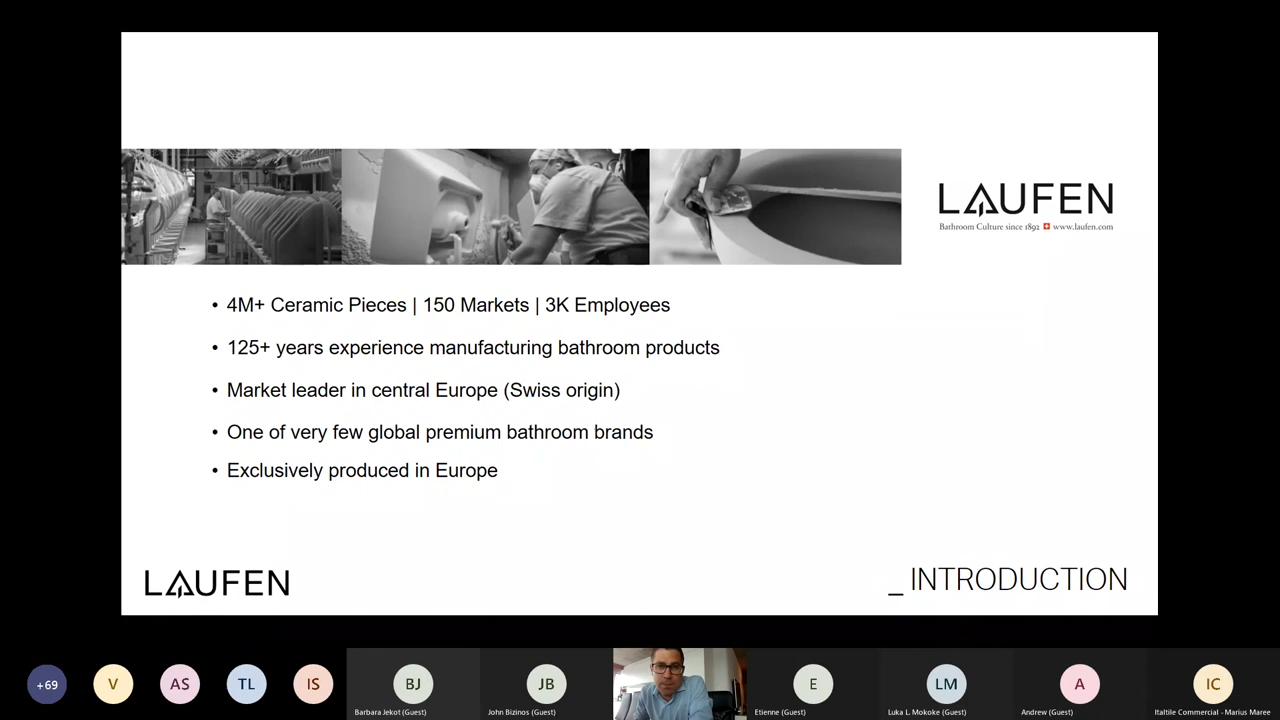 LAUFEN
Bathroom Culture since 1892 www.laufen.com
• 4M+ Ceramic Pieces | 150 Markets | 3K Employees
• 125+ years experience manufacturing bathroom products
• Market leader in central Europe (Swiss origin)
• One of very few global premium bathroom brands
• Exclusively produced in Europe
LAUFEN
_ INTRODUCTION
+69
V
AS
TL
IS
BJ
JB
E
LM
A
IC
Barbara Jekot (Guest)
John Bizinos (Guest)
Etienne (Guest)
Luka L. Mokoke (Guest)
Andrew (Guest)
Italtile Commercial - Marius Maree